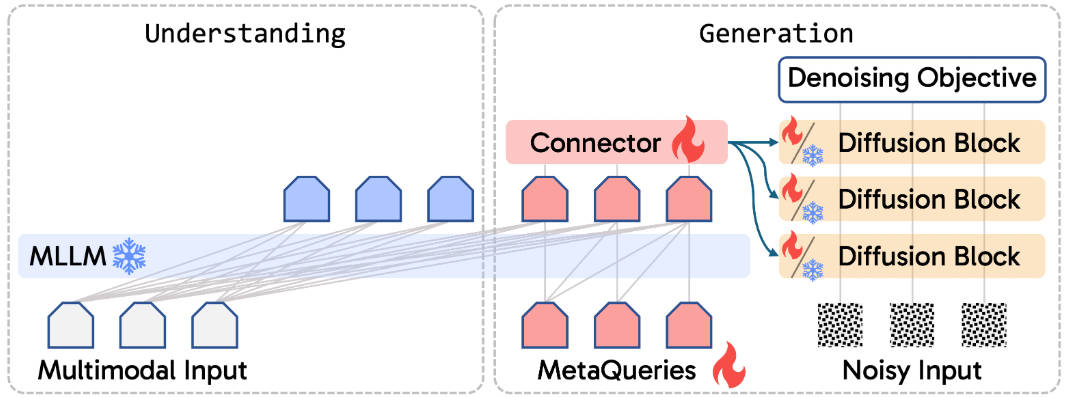 Understanding
MLLM
Multimodal Input
Generation
Denoising Objective
Connector
Diffusion Block
Diffusion Block
Diffusion Block
MetaQueries
Noisy Input